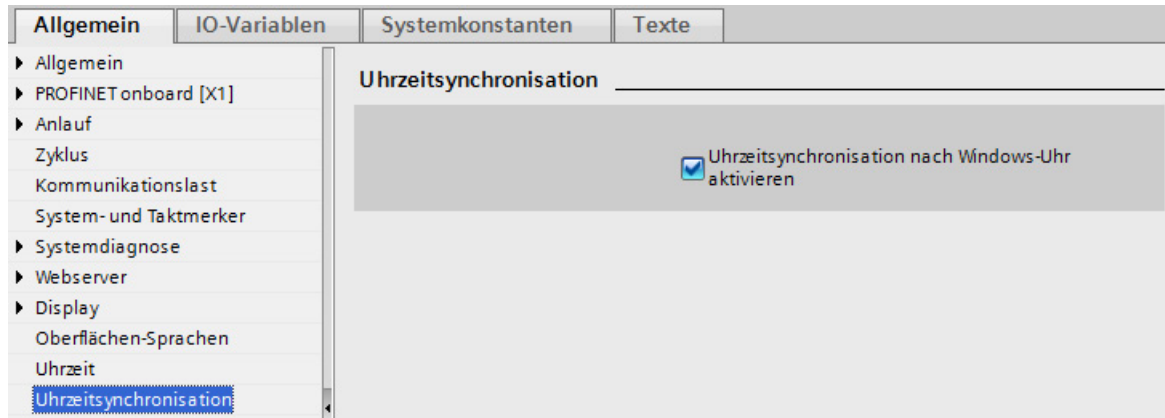 Allgemein IO-Variablen Systemkonstanten Texte
Allgemein
PROFINET onboard [X1]
Anlauf
Zyklus
Kommunikationslast
System- und Taktmerker
Systemdiagnose
Webserver
Display
Oberflächen-Sprachen
Uhrzeit
Uhrzeitsynchronisation
Uhrzeitsynchronisation
Uhrzeitsynchronisation nach Windows-Uhr
aktivieren